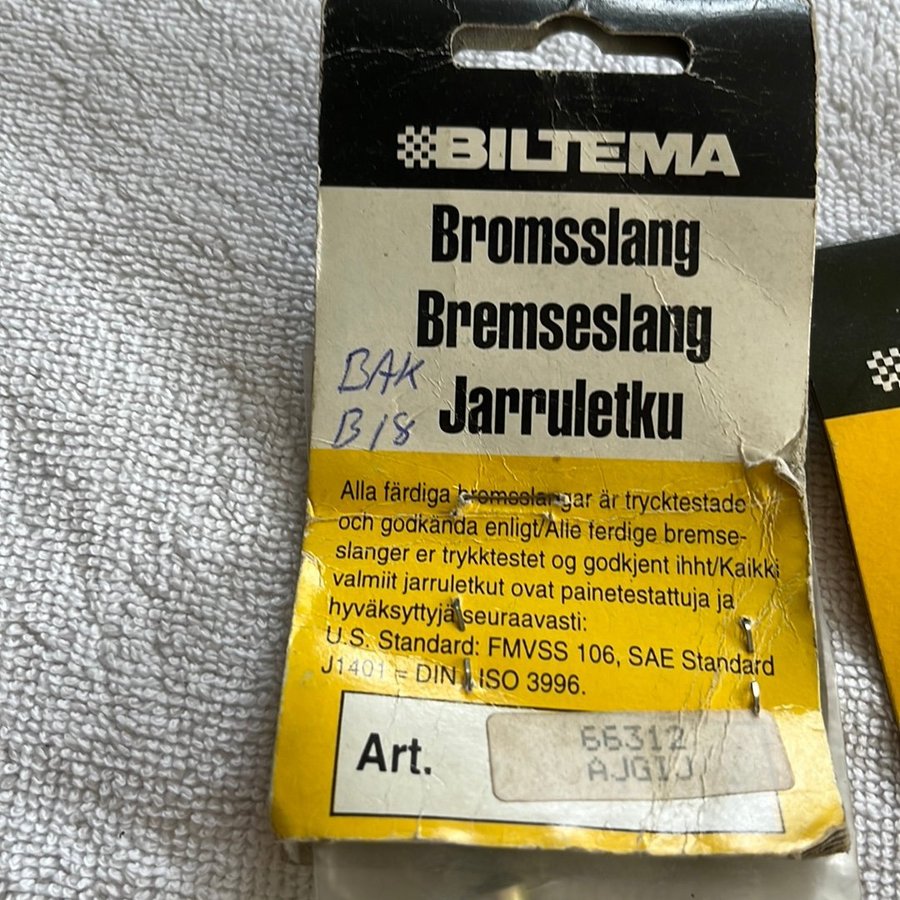 BILTEMA
Bromsslang
Bremseslang
BAK
Jarruletku
B18
Alla färdiga bromsslangar är trycktestade
och godkända enligt/Alle ferdige bremse-
slanger er trykktestet og godkjent ihht/Kaikki
valmiit jarruletkut ovat painetestattuja ja
hyväksyttyjä seuraavasti:
U.S. Standard: FMVSS 106, SAE Standard
J1401 = DIN ISO 3996.
Art.
66312
AJGIJ